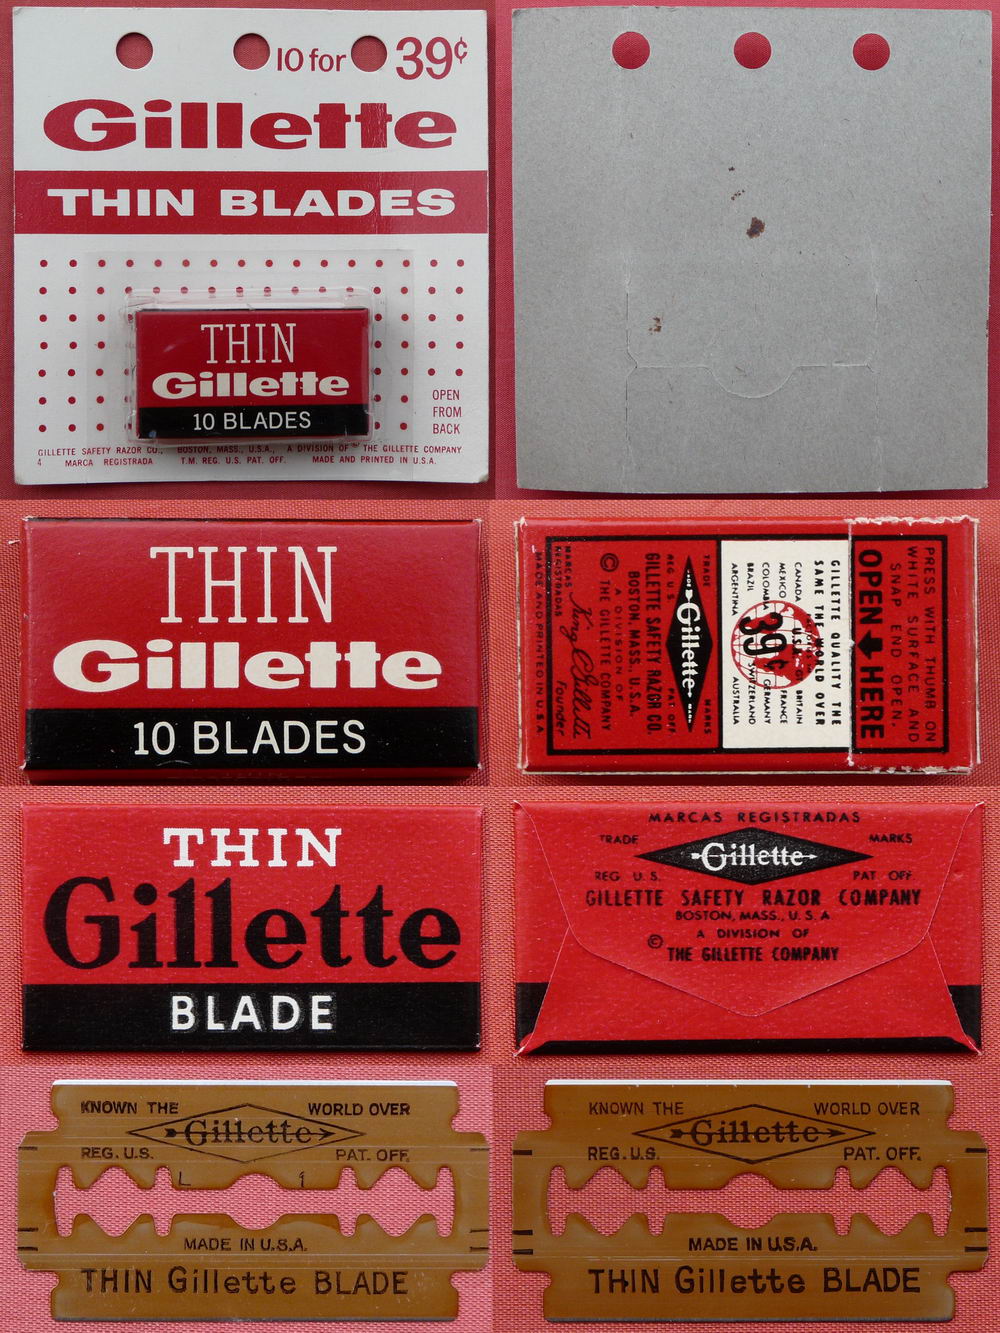 10 for 39¢
Gillette
THIN BLADES
THIN
Gillette
10 BLADES
OPEN
FROM
BACK
GILLETTE SAFETY RAZOR CO., BOSTON, MASS., U.S.A., A DIVISION OF THE GILLETTE COMPANY
4 MARCA REGISTRADA T.M. REG. U.S. PAT. OFF. MADE AND PRINTED IN U.S.A.
THIN
Gillette
10 BLADES
PRESS WITH THUMB ON
WHITE SURFACE AND
SNAP END OPEN.
OPEN HERE
GILLETTE QUALITY THE
SAME THE WORLD OVER
CANADA U.S.A. BRITAIN
MEXICO FRANCE
COLOMBIA GERMANY
BRAZIL SWITZERLAND
ARGENTINA AUSTRALIA
39¢
TRADE MARKS
Gillette
REG. U.S. PAT. OFF.
GILLETTE SAFETY RAZOR CO.
BOSTON, MASS., U.S.A.
A DIVISION OF
© THE GILLETTE COMPANY
King C Gillette Founder
MARCAS
REGISTRADAS
MADE AND PRINTED IN U.S.A.
THIN
Gillette
BLADE
MARCAS REGISTRADAS
TRADE MARKS
Gillette
REG. U.S. PAT. OFF.
GILLETTE SAFETY RAZOR COMPANY
BOSTON, MASS., U.S.A
A DIVISION OF
© THE GILLETTE COMPANY
KNOWN THE WORLD OVER
Gillette
REG. U.S. PAT. OFF.
L 1
MADE IN U.S.A.
THIN Gillette BLADE
KNOWN THE WORLD OVER
Gillette
REG. U.S. PAT. OFF.
MADE IN U.S.A.
THIN Gillette BLADE